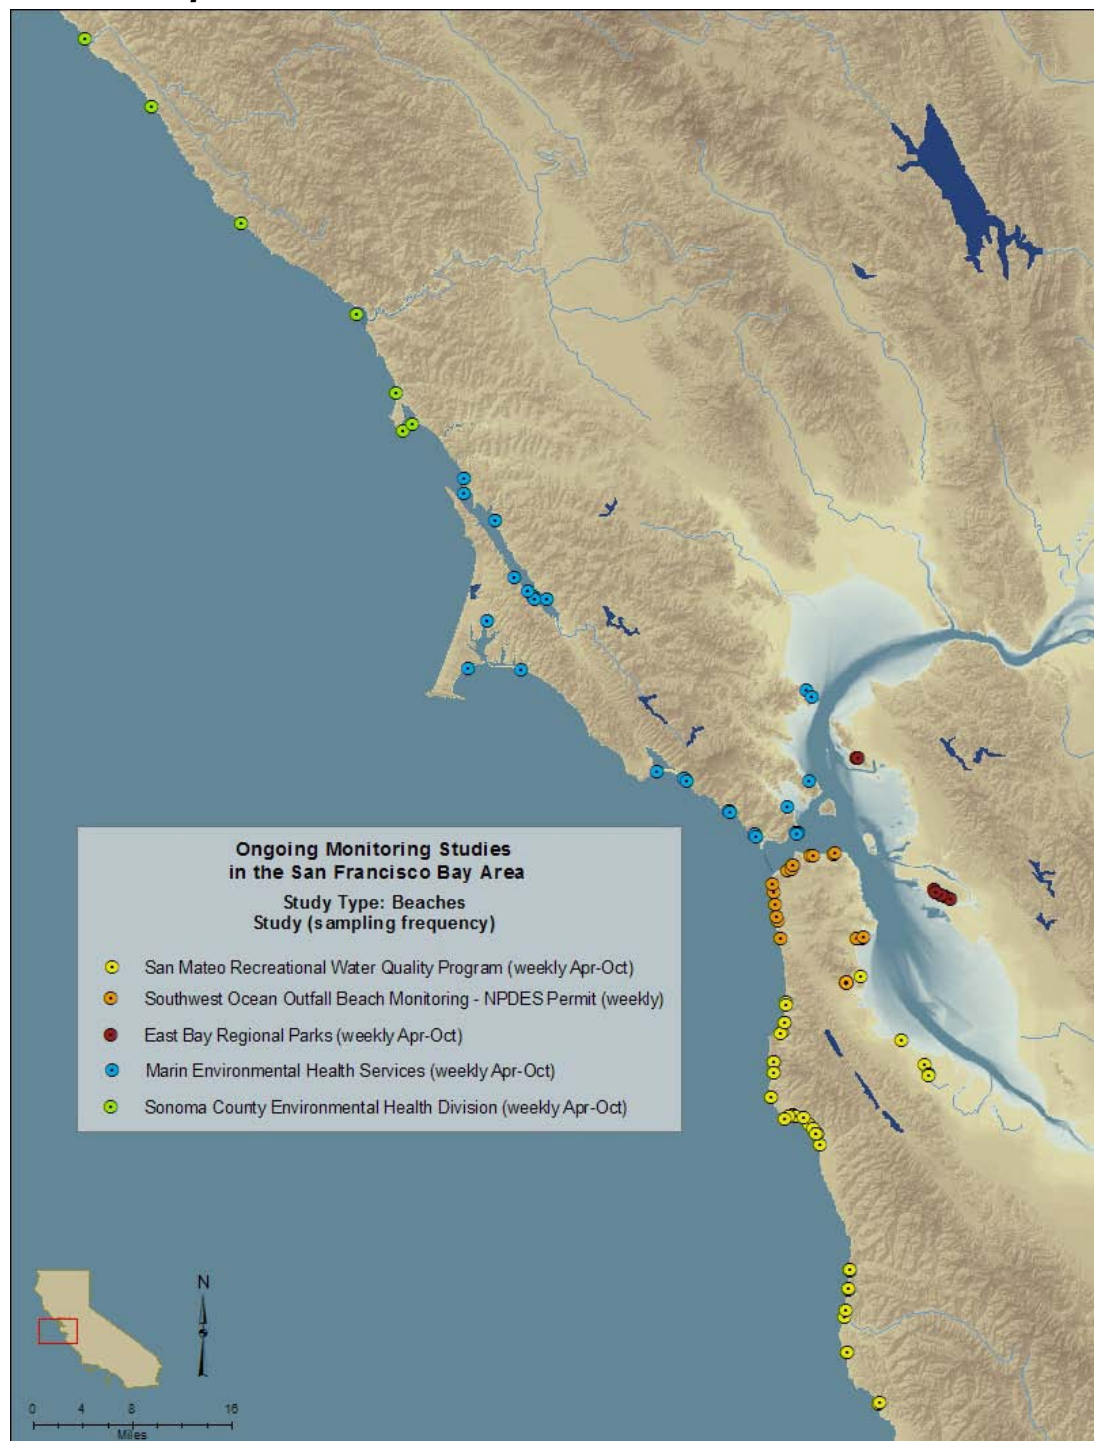 Ongoing Monitoring Studies
in the San Francisco Bay Area
Study Type: Beaches
Study (sampling frequency)
San Mateo Recreational Water Quality Program (weekly Apr-Oct)
Southwest Ocean Outfall Beach Monitoring - NPDES Permit (weekly)
East Bay Regional Parks (weekly Apr-Oct)
Marin Environmental Health Services (weekly Apr-Oct)
Sonoma County Environmental Health Division (weekly Apr-Oct)
N
0 4 8 16
Miles